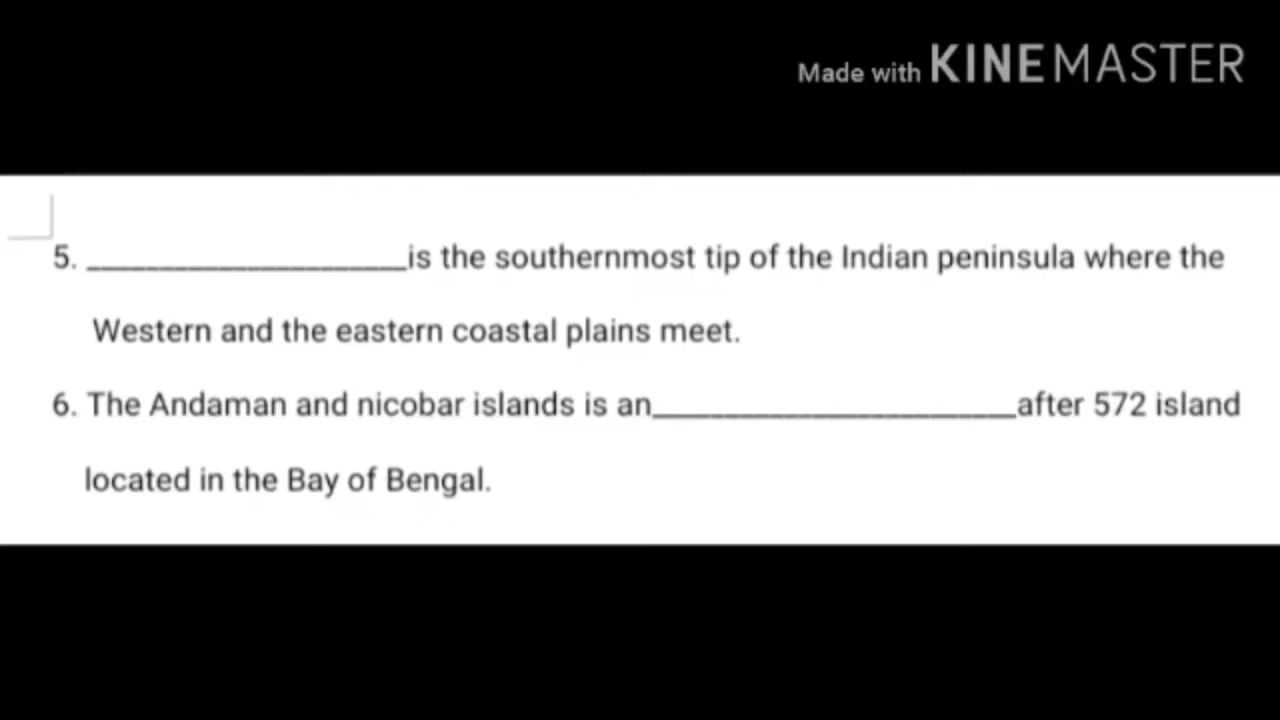 Made with KINEMASTER
5. ____________________is the southernmost tip of the Indian peninsula where the
Western and the eastern coastal plains meet.
6. The Andaman and nicobar islands is an______________________after 572 island
located in the Bay of Bengal.